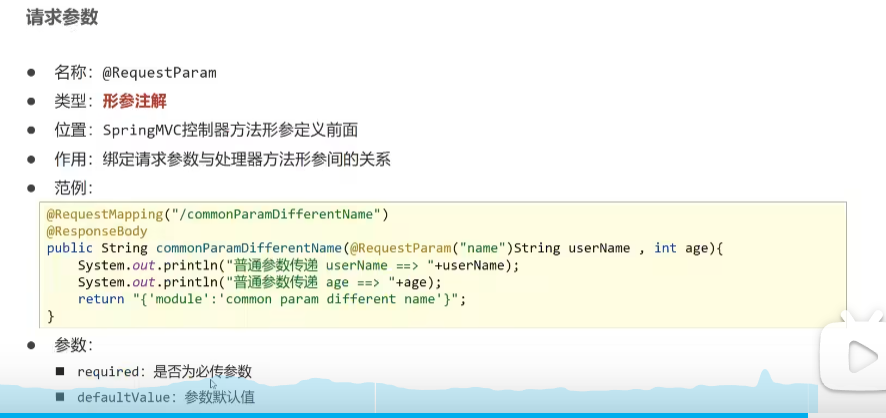 请求参数
● 名称：@RequestParam
● 类型：形参注解
● 位置：SpringMVC控制器方法形参定义前面
● 作用：绑定请求参数与处理器方法形参间的关系
● 范例：
@RequestMapping("/commonParamDifferentName")
@ResponseBody
public String commonParamDifferentName(@RequestParam("name")String userName , int age){
    System.out.println("普通参数传递 userName ==> "+userName);
    System.out.println("普通参数传递 age ==> "+age);
    return "{'module':'common param different name'}";
}
● 参数：
■ required：是否为必传参数
■ defaultValue：参数默认值